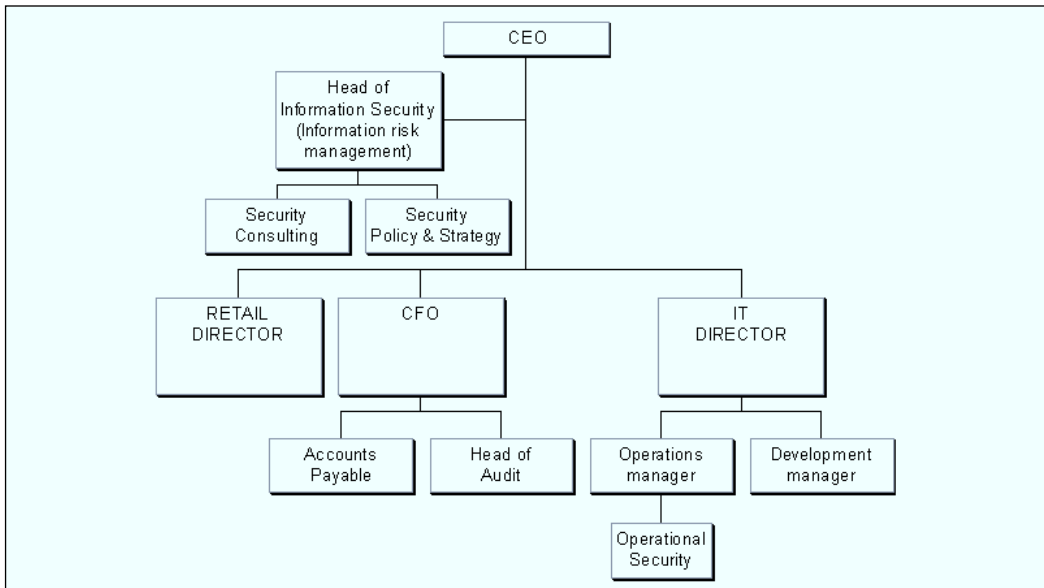 CEO
Head of
Information Security
(Information risk
management)
Security
Consulting
Security
Policy & Strategy
RETAIL
DIRECTOR
CFO
IT
DIRECTOR
Accounts
Payable
Head of
Audit
Operations
manager
Development
manager
Operational
Security